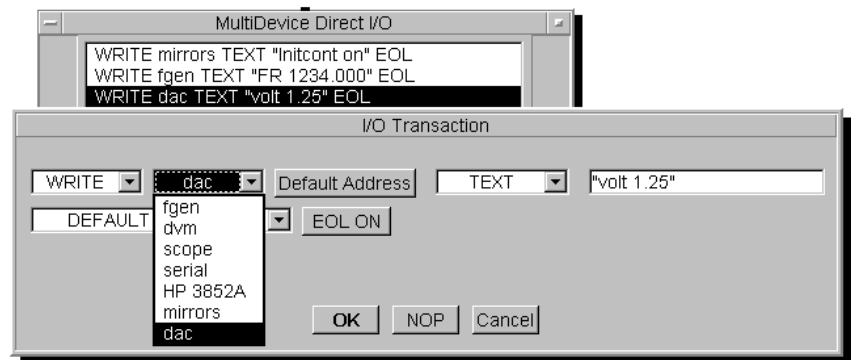 MultiDevice Direct I/O
WRITE mirrors TEXT "Initcont on" EOL
WRITE fgen TEXT "FR 1234.000" EOL
WRITE dac TEXT "volt 1.25" EOL
I/O Transaction
WRITE dac Default Address TEXT "volt 1.25"
DEFAULT EOL ON
fgen
dvm
scope
serial
HP 3852A
mirrors
dac
OK NOP Cancel